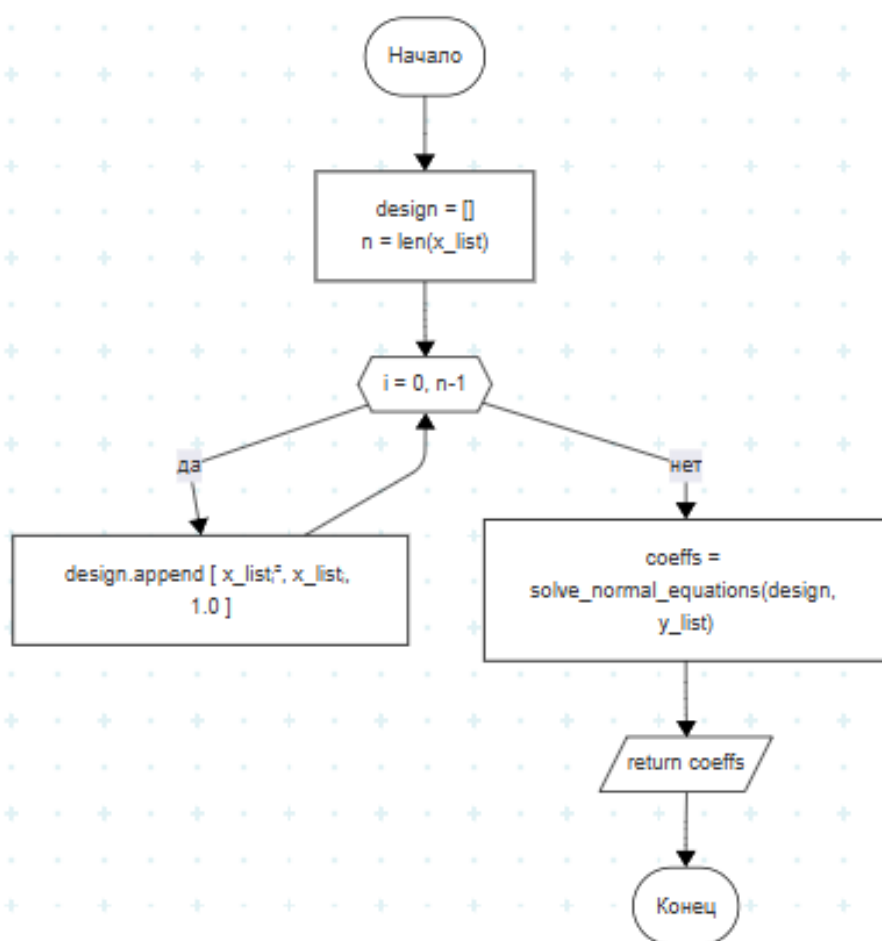 Начало
design = []
n = len(x_list)
i = 0, n-1
да
нет
design.append [ x_listᵢ², x_listᵢ,
1.0 ]
coeffs =
solve_normal_equations(design,
y_list)
return coeffs
Конец